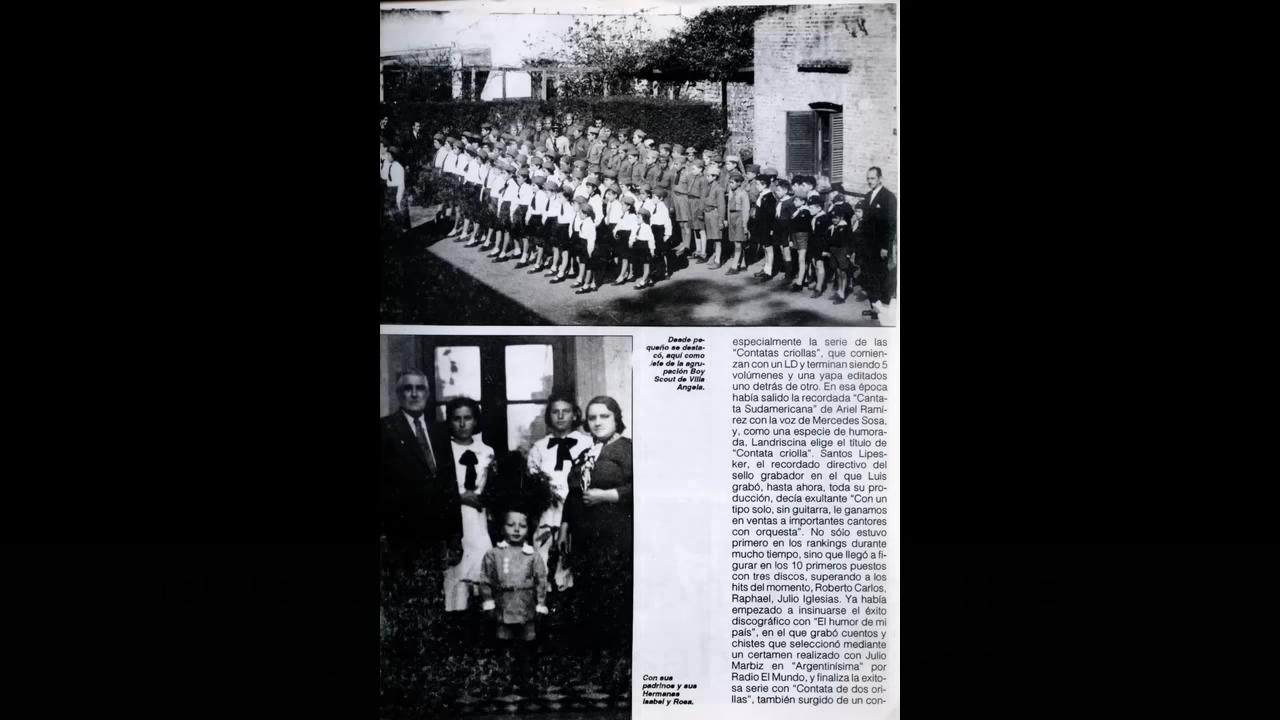 Desde pe-
queño se desta-
có, aquí como
jefe de la agru-
pación Boy
Scout de Villa
Angela.
Con sus
padrinos y sus
Hermanas
Isabel y Rosa.
especialmente la serie de las
“Contatas criollas”, que comien-
zan con un LD y terminan siendo 5
volúmenes y una yapa editados
uno detrás de otro. En esa época
había salido la recordada “Canta-
ta Sudamericana” de Ariel Ramí-
rez con la voz de Mercedes Sosa,
y, como una especie de humora-
da, Landriscina elige el título de
“Contata criolla”. Santos Lipes-
ker, el recordado directivo del
sello grabador en el que Luis
grabó, hasta ahora, toda su pro-
ducción, decía exultante “Con un
tipo solo, sin guitarra, le ganamos
en ventas a importantes cantores
con orquesta”. No sólo estuvo
primero en los rankings durante
mucho tiempo, sino que llegó a fi-
gurar en los 10 primeros puestos
con tres discos, superando a los
hits del momento, Roberto Carlos,
Raphael, Julio Iglesias. Ya había
empezado a insinuarse el éxito
discográfico con “El humor de mi
país”, en el que grabó cuentos y
chistes que seleccionó mediante
un certamen realizado con Julio
Marbiz en “Argentinísima” por
Radio El Mundo, y finaliza la exito-
sa serie con “Contata de dos ori-
llas”, también surgido de un con-